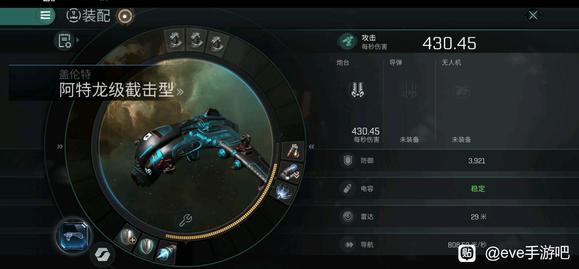 装配
盖伦特
阿特龙级截击型»
攻击
每秒伤害
430.45
炮台
导弹
无人机
430.45
每秒伤害
未装备
未装备
防御
3,921
电容
稳定
雷达
29 米
导航
贴 @eve手游吧